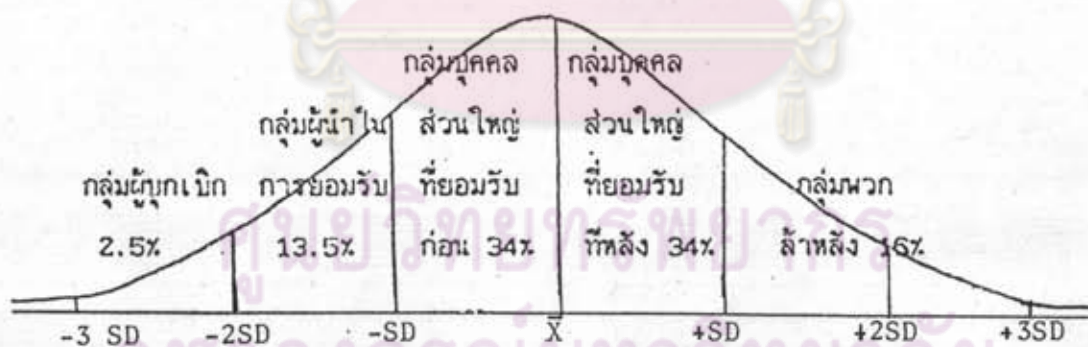 กลุ่มบุคคล กลุ่มบุคคล
กลุ่มผู้นำใน ส่วนใหญ่ ส่วนใหญ่
กลุ่มผู้บุกเบิก การยอมรับ ที่ยอมรับ ที่ยอมรับ กลุ่มพวก
2.5% 13.5% ก่อน 34% ทีหลัง 34% ล้าหลัง 16%
ศูนย์วิทยทรัพยากร
-3 SD -2SD -SD X̄ +SD +2SD +3SD